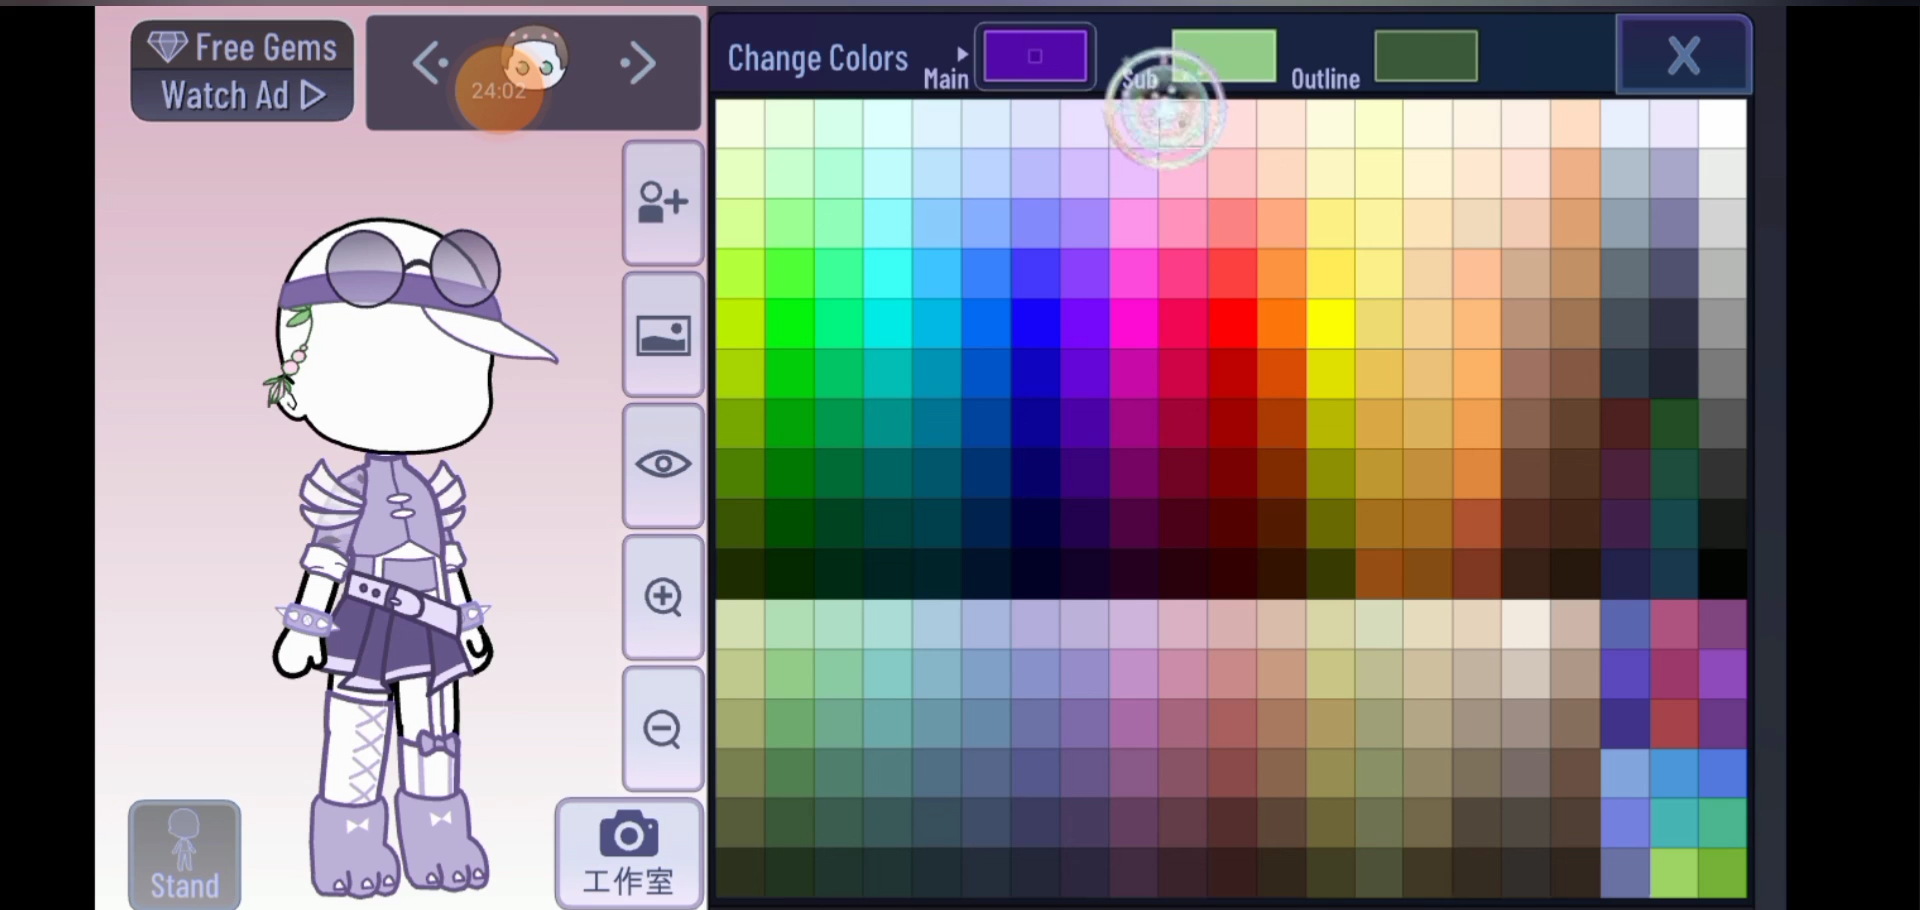 Free Gems
Watch Ad
24:02
Change Colors
Main
Sub
Outline
X
Stand
工作室